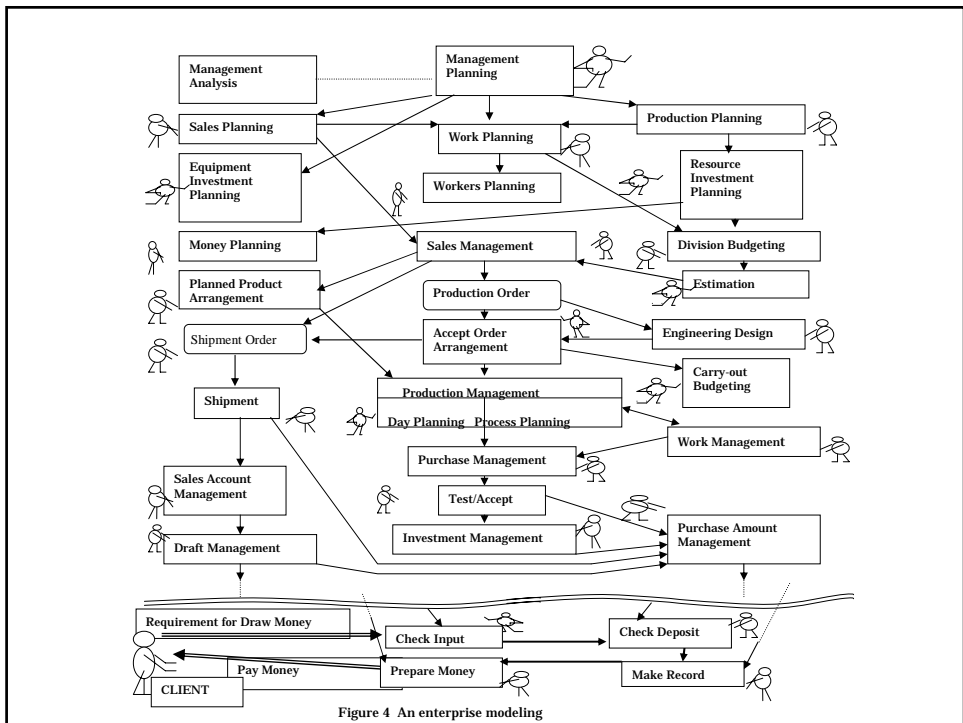 Management
Analysis
Management
Planning
Sales Planning
Work Planning
Production Planning
Equipment
Investment
Planning
Workers Planning
Resource
Investment
Planning
Money Planning
Sales Management
Division Budgeting
Planned Product
Arrangement
Production Order
Estimation
Shipment Order
Accept Order
Arrangement
Engineering Design
Carry-out
Budgeting
Shipment
Production Management
Day Planning Process Planning
Work Management
Purchase Management
Sales Account
Management
Test/Accept
Draft Management
Investment Management
Purchase Amount
Management
Requirement for Draw Money
Check Input
Check Deposit
Pay Money
Prepare Money
Make Record
CLIENT
Figure 4 An enterprise modeling